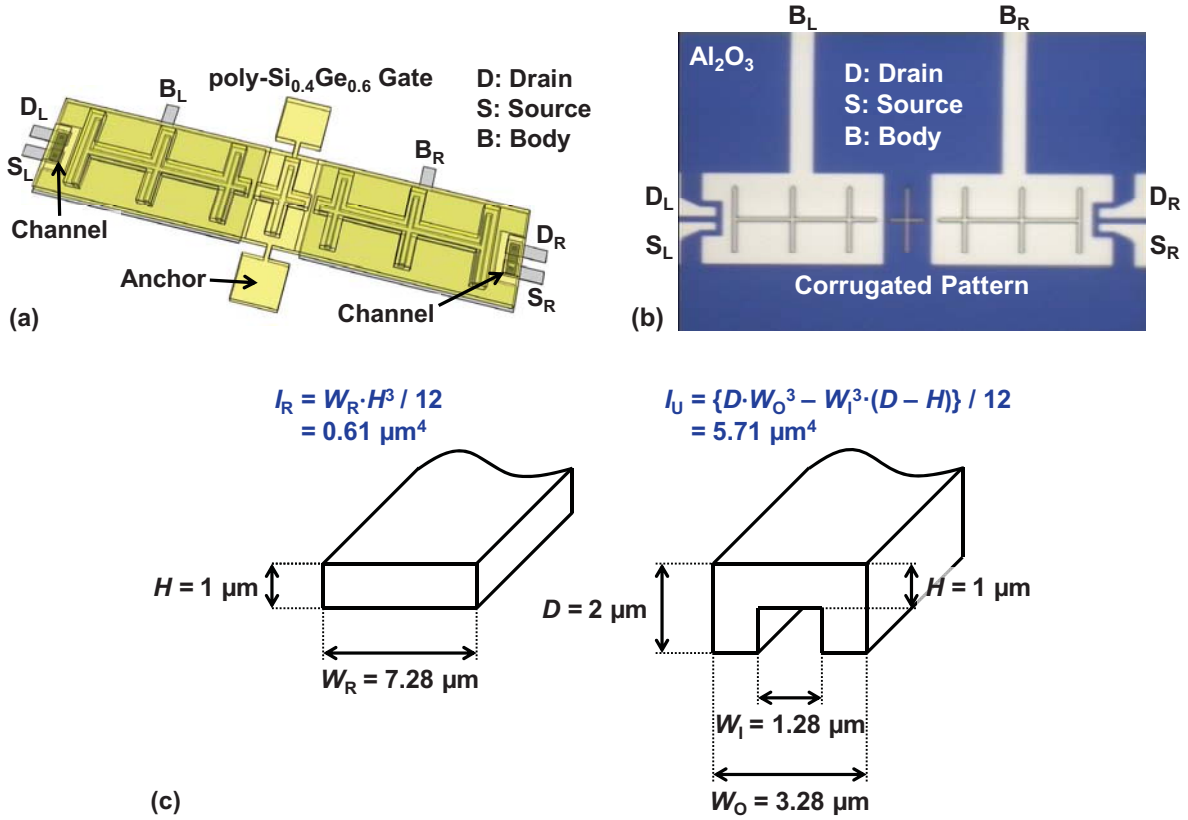 poly-Si0.4Ge0.6 Gate
D: Drain
S: Source
B: Body
BL
DL
SL
BR
DR
SR
Channel
Anchor
Channel
(a)
BL
BR
Al2O3
D: Drain
S: Source
B: Body
DL
SL
DR
SR
Corrugated Pattern
(b)
IR = WR·H³ / 12
= 0.61 µm⁴
IU = {D·WO³ – WI³·(D – H)} / 12
= 5.71 µm⁴
H = 1 µm
WR = 7.28 µm
D = 2 µm
H = 1 µm
WI = 1.28 µm
WO = 3.28 µm
(c)